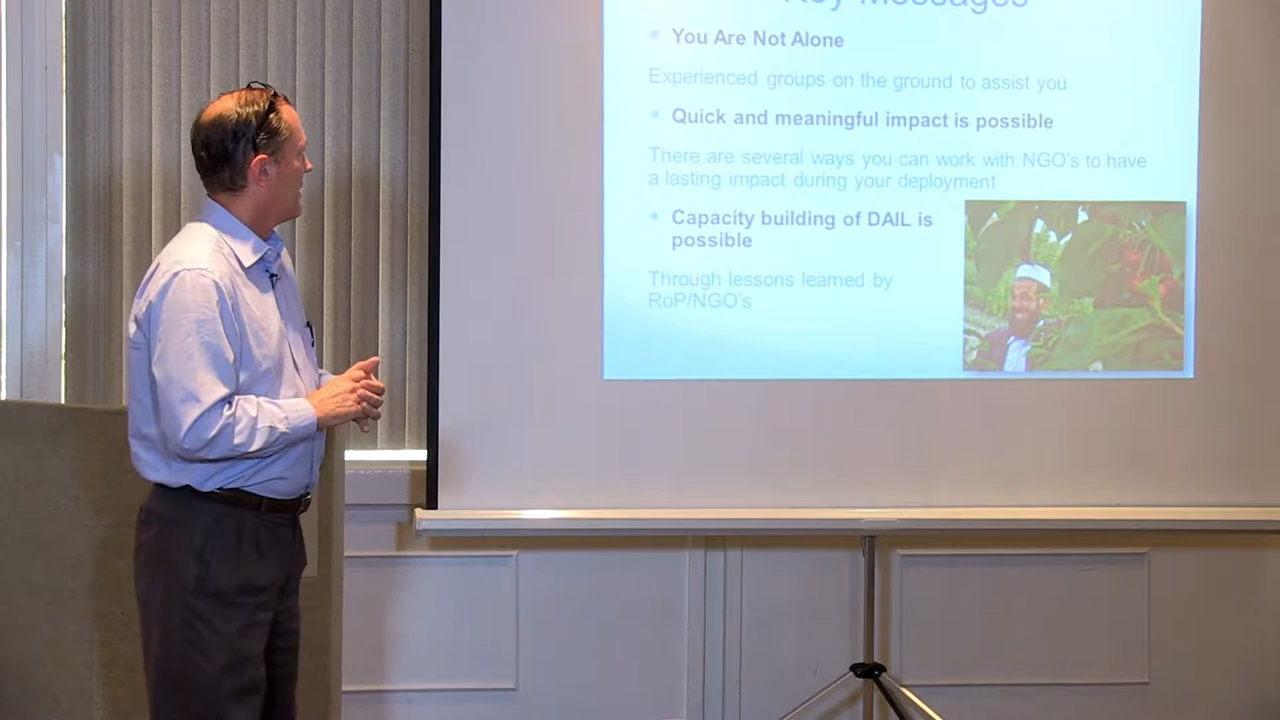 Key Messages
You Are Not Alone
Experienced groups on the ground to assist you
Quick and meaningful impact is possible
There are several ways you can work with NGO's to have
a lasting impact during your deployment
Capacity building of DAIL is
possible
Through lessons learned by
RoP/NGO's